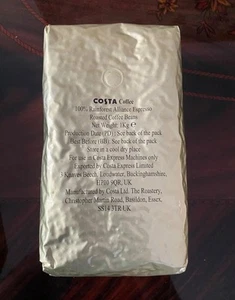 COSTA Coffee
100% Rainforest Alliance Espresso
Roasted Coffee Beans
Net Weight: 1Kg ℮
Production Date (PD): See back of the pack
Best Before (BB): See back of the pack
Store in a cool dry place
For use in Costa Express Machines only
Exported by Costa Express Limited
Knaves Beech, Loudwater, Buckinghamshire,
HP10 9QR, UK
Manufactured by Costa Ltd. The Roastery,
Christopher Martin Road, Basildon, Essex,
SS14 3TR UK